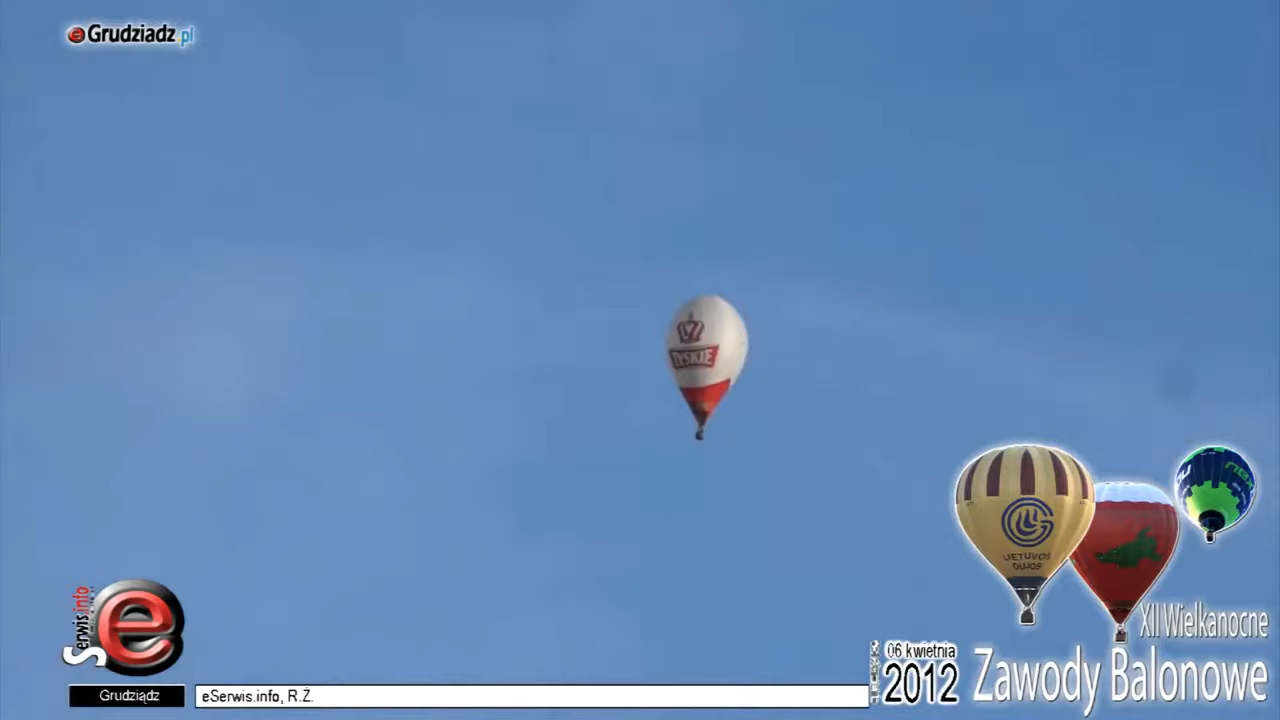 eGrudziadz.pl
TYSKIE
LIETUVOS
DUJOS
XII Wielkanocne
Zawody Balonowe
06 kwietnia
2012
Serwis.info
Grudziądz
eSerwis.info, R.Ż.